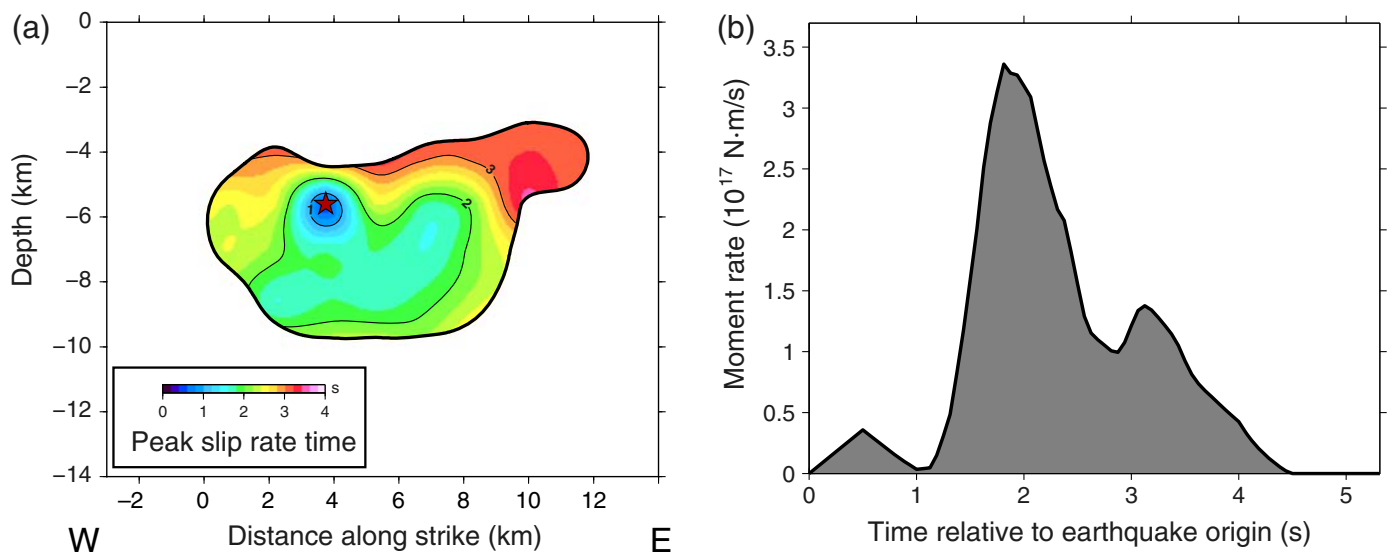 (a)
0
−2
−4
−6
−8
−10
−12
−14
Depth (km)
1
2
3
s
0 1 2 3 4
Peak slip rate time
−2 0 2 4 6 8 10 12
W Distance along strike (km) E
(b)
3.5
3
2.5
2
1.5
1
0.5
0
Moment rate (10¹⁷ N·m/s)
0 1 2 3 4 5
Time relative to earthquake origin (s)